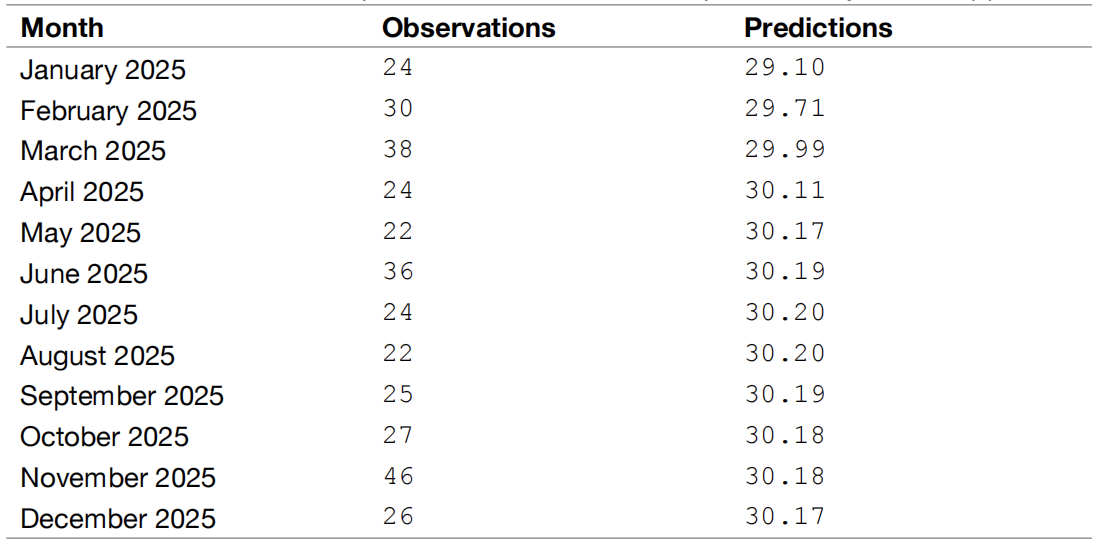 Month Observations Predictions
January 2025 24 29.10
February 2025 30 29.71
March 2025 38 29.99
April 2025 24 30.11
May 2025 22 30.17
June 2025 36 30.19
July 2025 24 30.20
August 2025 22 30.20
September 2025 25 30.19
October 2025 27 30.18
November 2025 46 30.18
December 2025 26 30.17